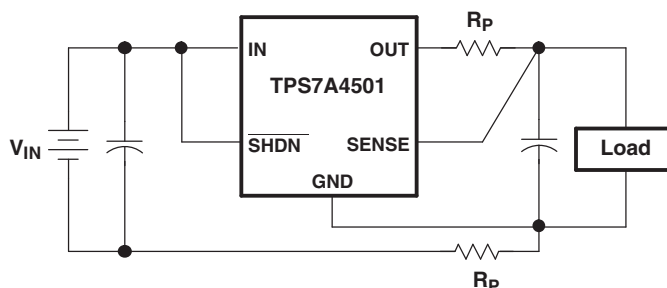 R_P
IN
OUT
TPS7A4501
V_IN
SHDN
SENSE
Load
GND
R_P